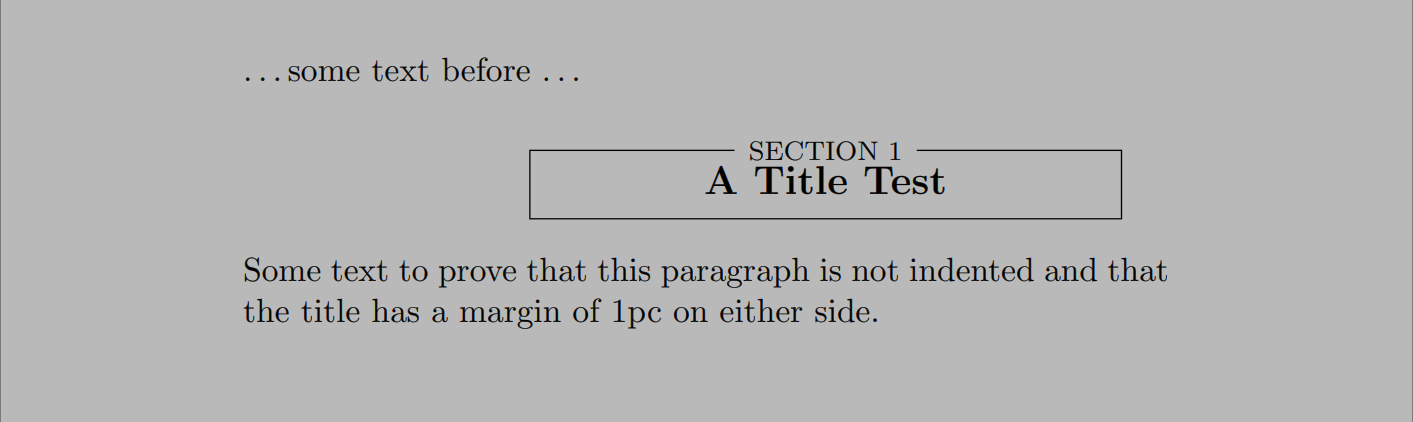 ...some text before ...
SECTION 1
A Title Test
Some text to prove that this paragraph is not indented and that
the title has a margin of 1pc on either side.